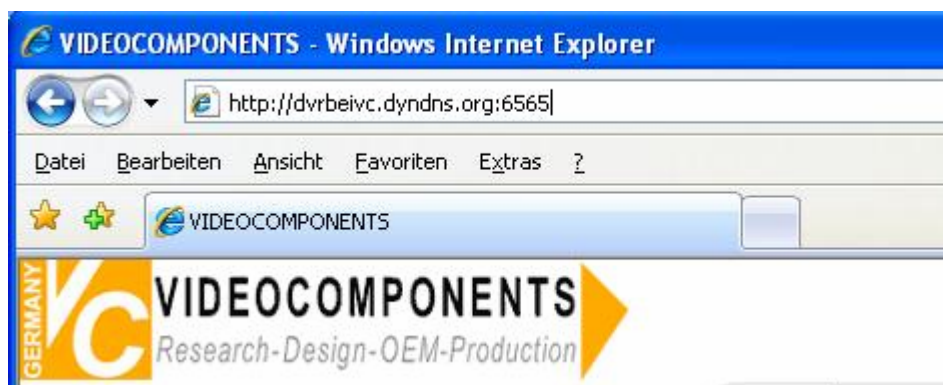 VIDEOCOMPONENTS - Windows Internet Explorer
http://dvrbeivc.dyndns.org:6565
Datei Bearbeiten Ansicht Favoriten Extras ?
VIDEOCOMPONENTS
GERMANY
VC
VIDEOCOMPONENTS
Research-Design-OEM-Production